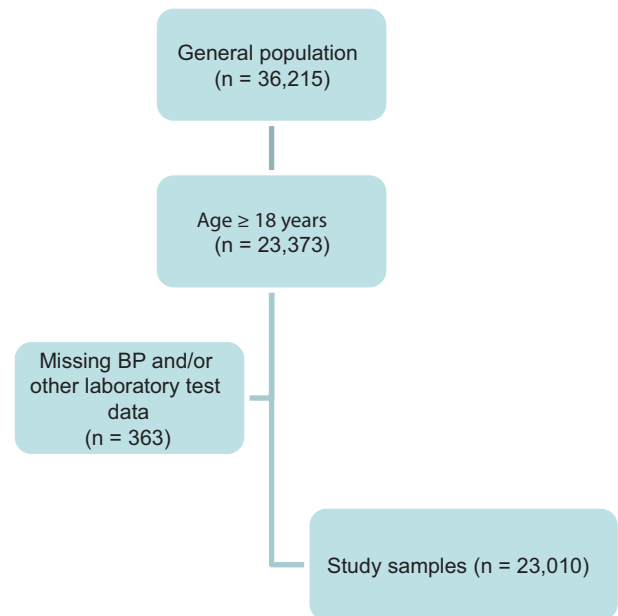 General population
(n = 36,215)
Age ≥ 18 years
(n = 23,373)
Missing BP and/or
other laboratory test
data
(n = 363)
Study samples (n = 23,010)